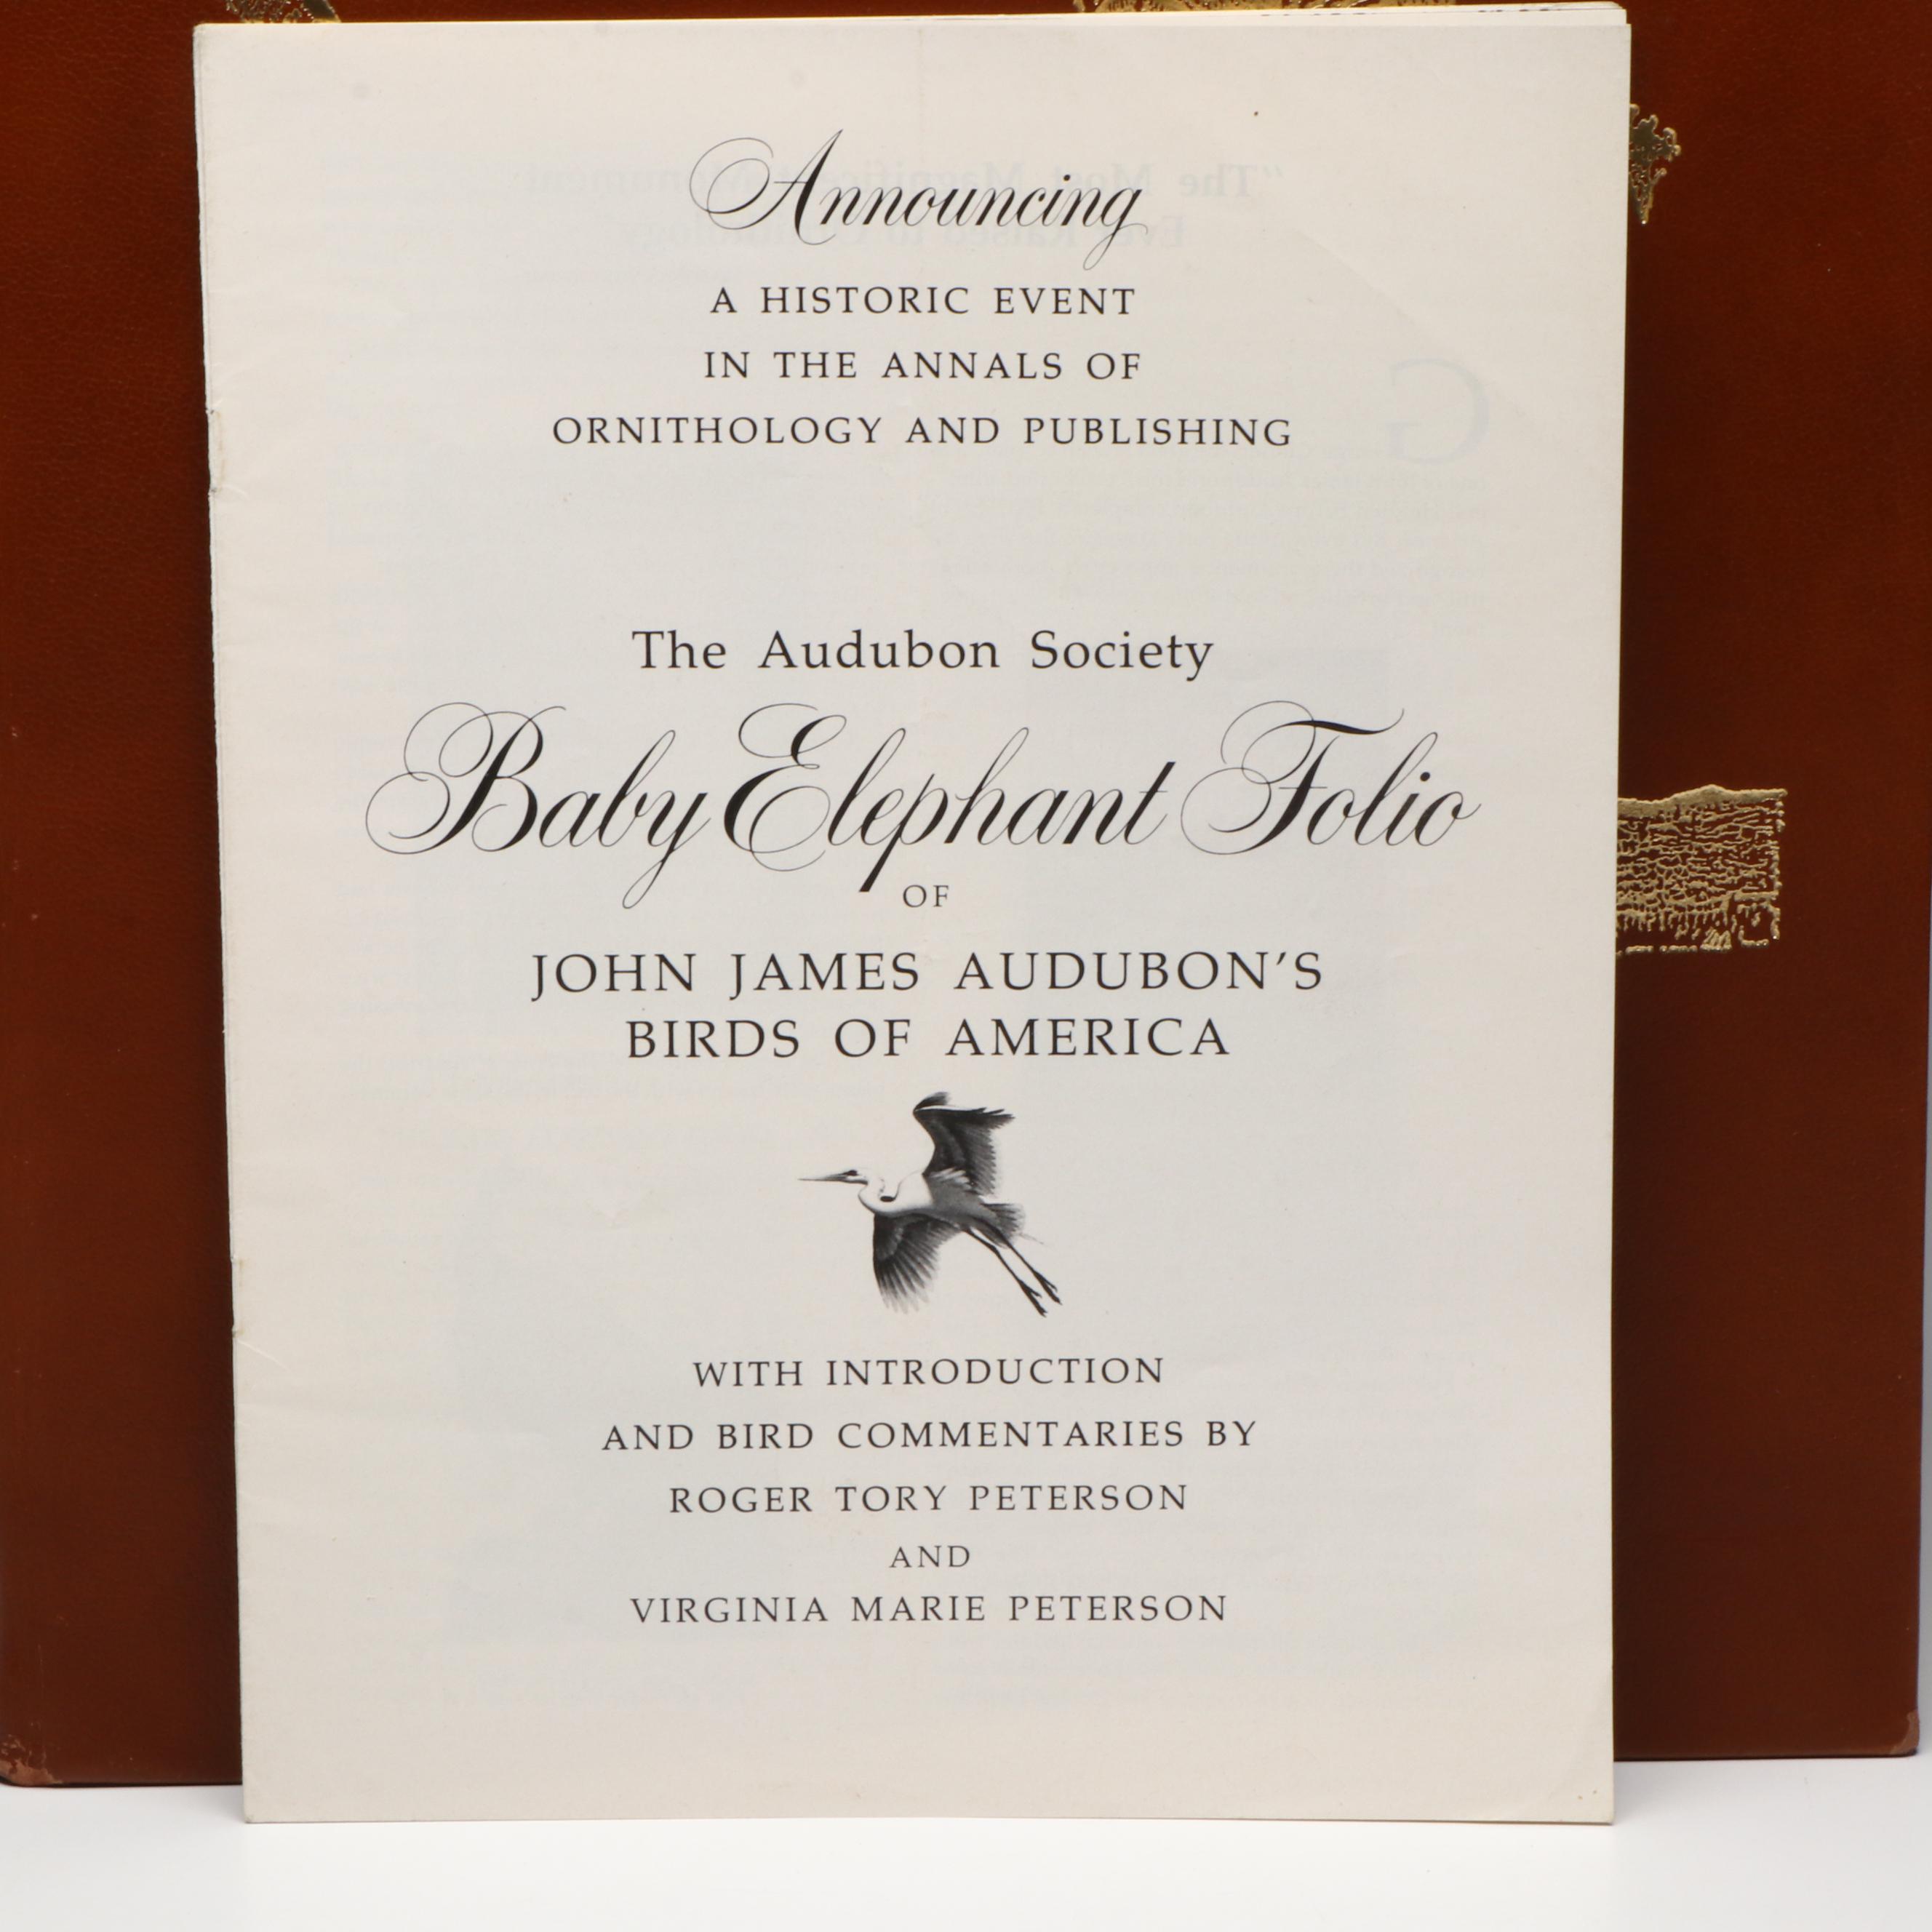 Announcing
A HISTORIC EVENT
IN THE ANNALS OF
ORNITHOLOGY AND PUBLISHING
The Audubon Society
Baby Elephant Folio
OF
JOHN JAMES AUDUBON'S
BIRDS OF AMERICA
WITH INTRODUCTION
AND BIRD COMMENTARIES BY
ROGER TORY PETERSON
AND
VIRGINIA MARIE PETERSON